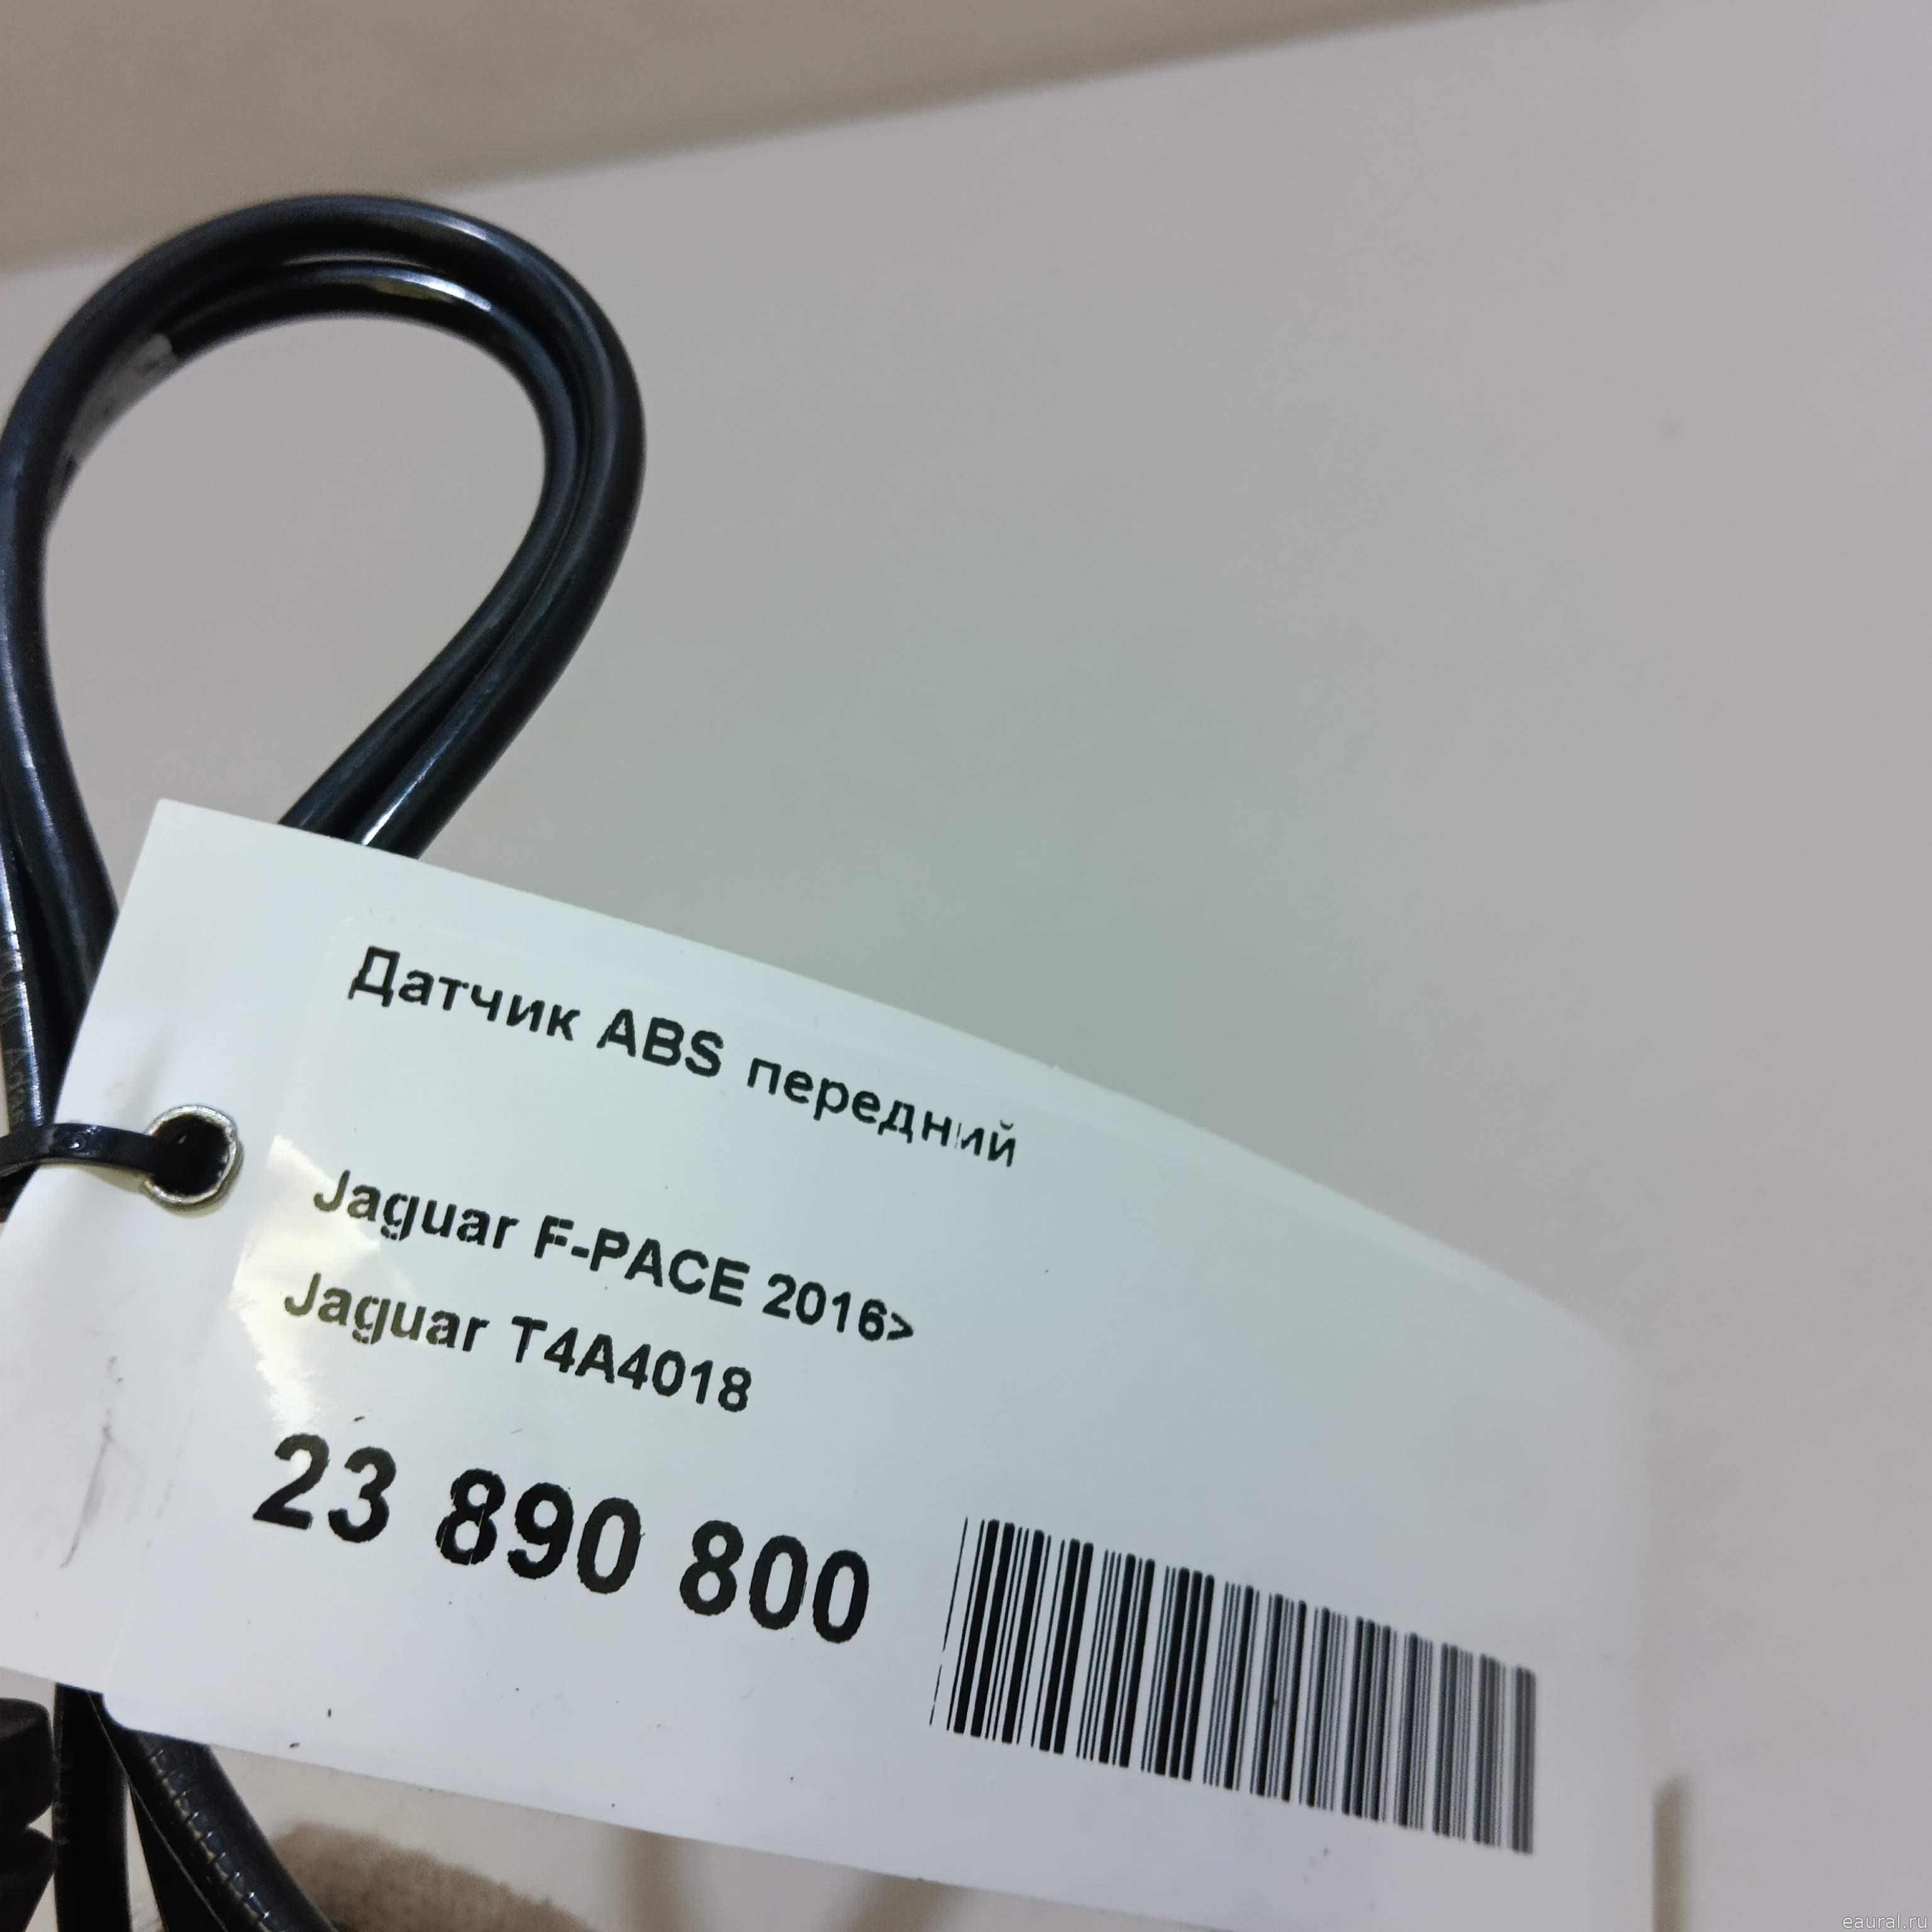 Датчик ABS передний
Jaguar F-PACE 2016>
Jaguar T4A4018
23 890 800
eaural.ru